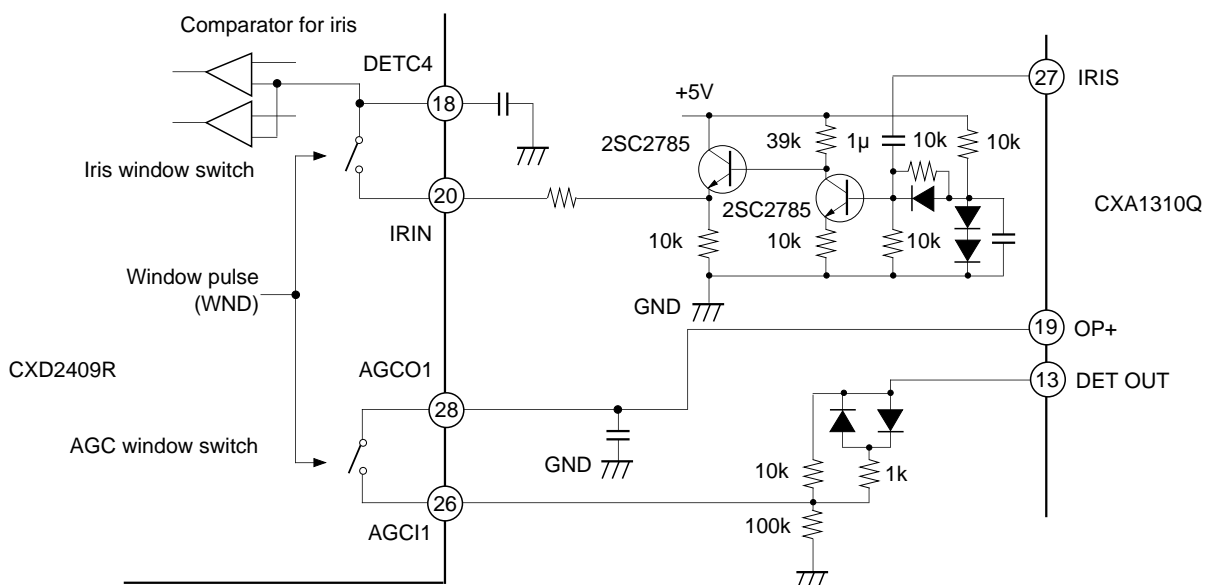 Comparator for iris
DETC4
18
27
IRIS
+5V
2SC2785
39k
1µ
10k
10k
Iris window switch
20
IRIN
2SC2785
CXA1310Q
10k
10k
10k
Window pulse
(WND)
GND
19
OP+
CXD2409R
AGCO1
13
DET OUT
28
AGC window switch
GND
10k
1k
26
AGCI1
100k